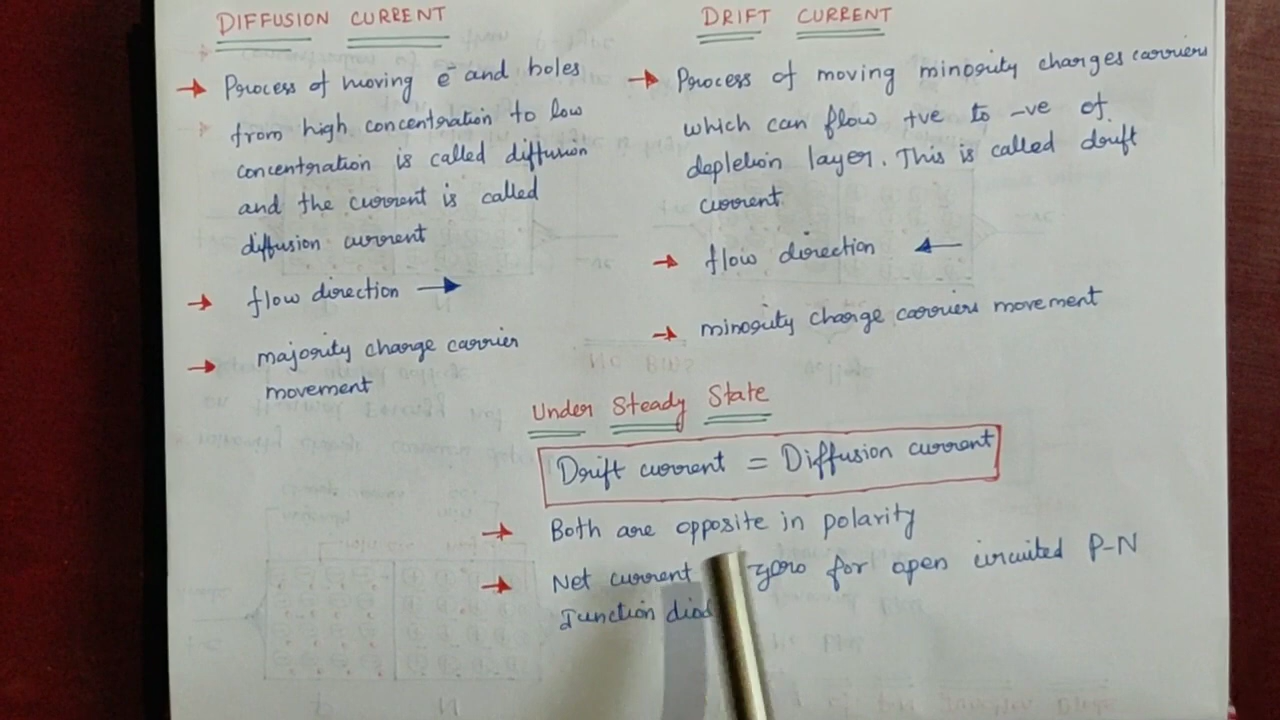 DIFFUSION CURRENT
→ Process of moving e⁻ and holes
from high concentration to low
concentration is called diffusion
and the current is called
diffusion current
→ flow direction →
→ majority charge carrier
movement
DRIFT CURRENT
→ Process of moving minority charges carriers
which can flow +ve to -ve of
depletion layer. This is called drift
current.
→ flow direction ←
→ minority charge carriers movement
Under Steady State
Drift current = Diffusion current
→ Both are opposite in polarity
→ Net current zero for open circuited P-N
Junction diod